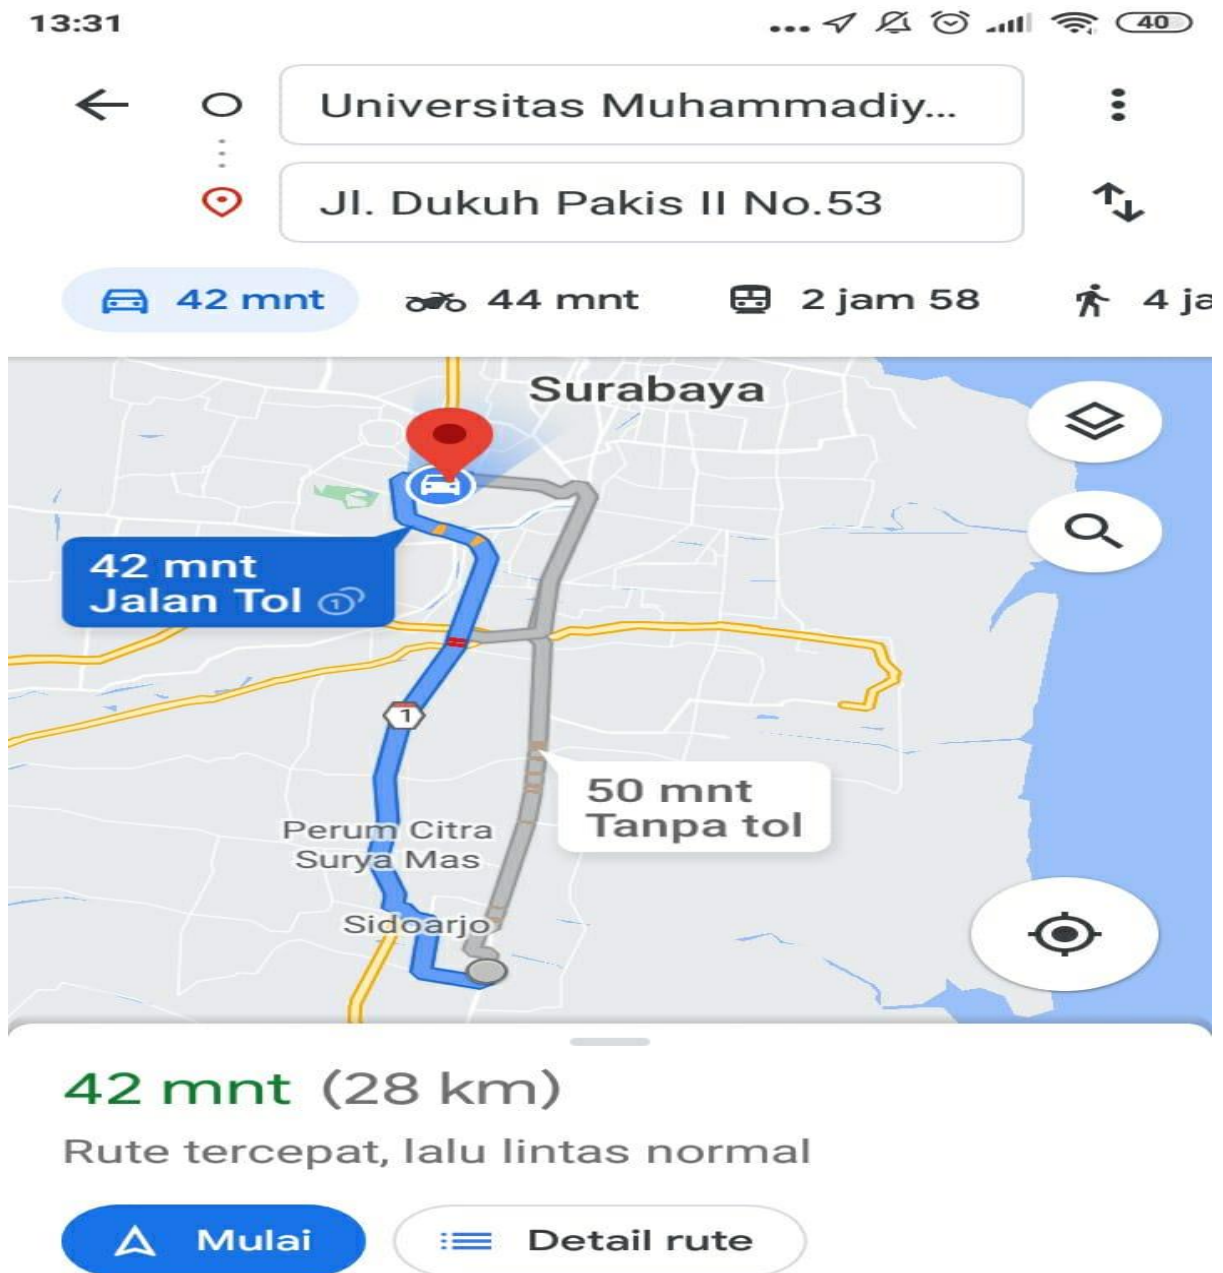 13:31
40
Universitas Muhammadiy...
Jl. Dukuh Pakis II No.53
42 mnt
44 mnt
2 jam 58
4 ja
Surabaya
42 mnt
Jalan Tol
1
50 mnt
Tanpa tol
Perum Citra
Surya Mas
Sidoarjo
42 mnt (28 km)
Rute tercepat, lalu lintas normal
Mulai
Detail rute